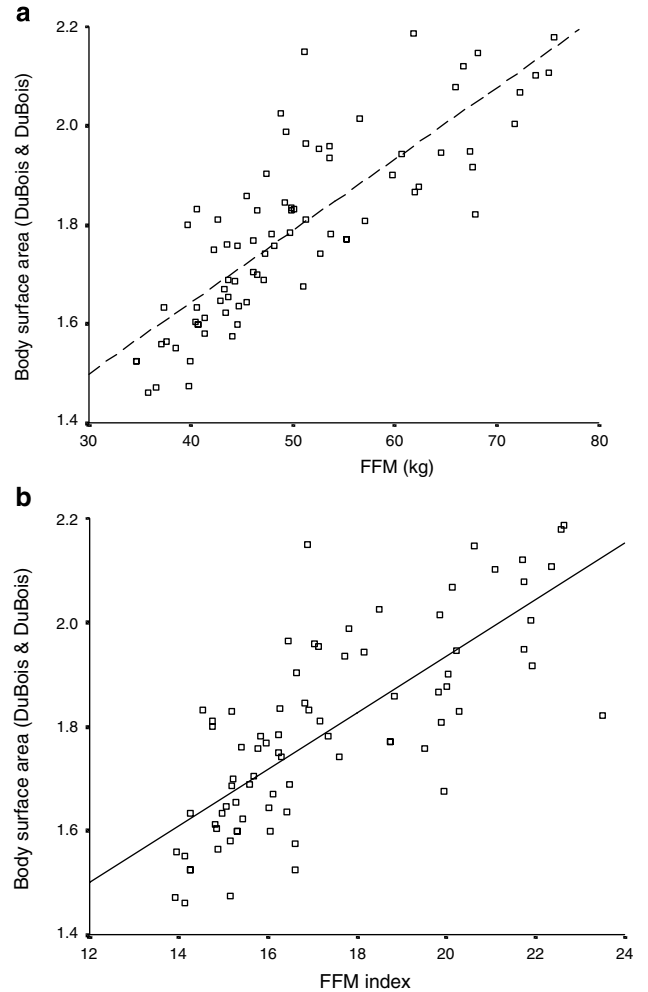 a
Body surface area (DuBois & DuBois)
2.2
2.0
1.8
1.6
1.4
30 40 50 60 70 80
FFM (kg)
b
Body surface area (DuBois & DuBois)
2.2
2.0
1.8
1.6
1.4
12 14 16 18 20 22 24
FFM index